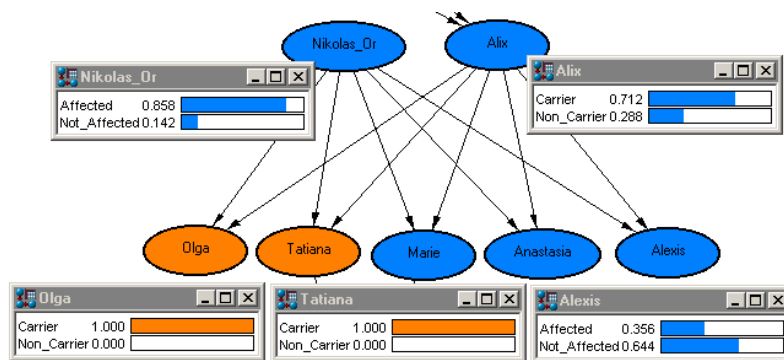 Nikolas_Or
Alix
Nikolas_Or
Affected 0.858
Not_Affected 0.142
Alix
Carrier 0.712
Non_Carrier 0.288
Olga
Tatiana
Marie
Anastasia
Alexis
Olga
Carrier 1.000
Non_Carrier 0.000
Tatiana
Carrier 1.000
Non_Carrier 0.000
Alexis
Affected 0.356
Not_Affected 0.644